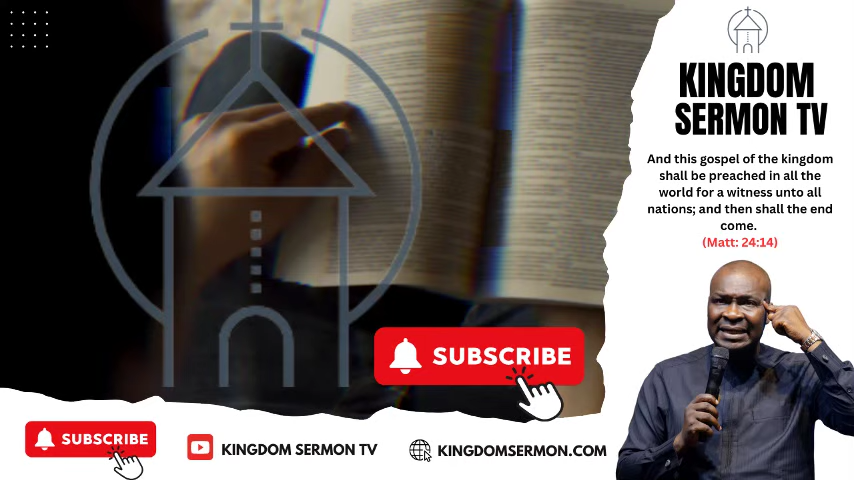 KINGDOM
SERMON TV
And this gospel of the kingdom
shall be preached in all the
world for a witness unto all
nations; and then shall the end
come.
(Matt: 24:14)
SUBSCRIBE
SUBSCRIBE
KINGDOM SERMON TV
KINGDOMSERMON.COM